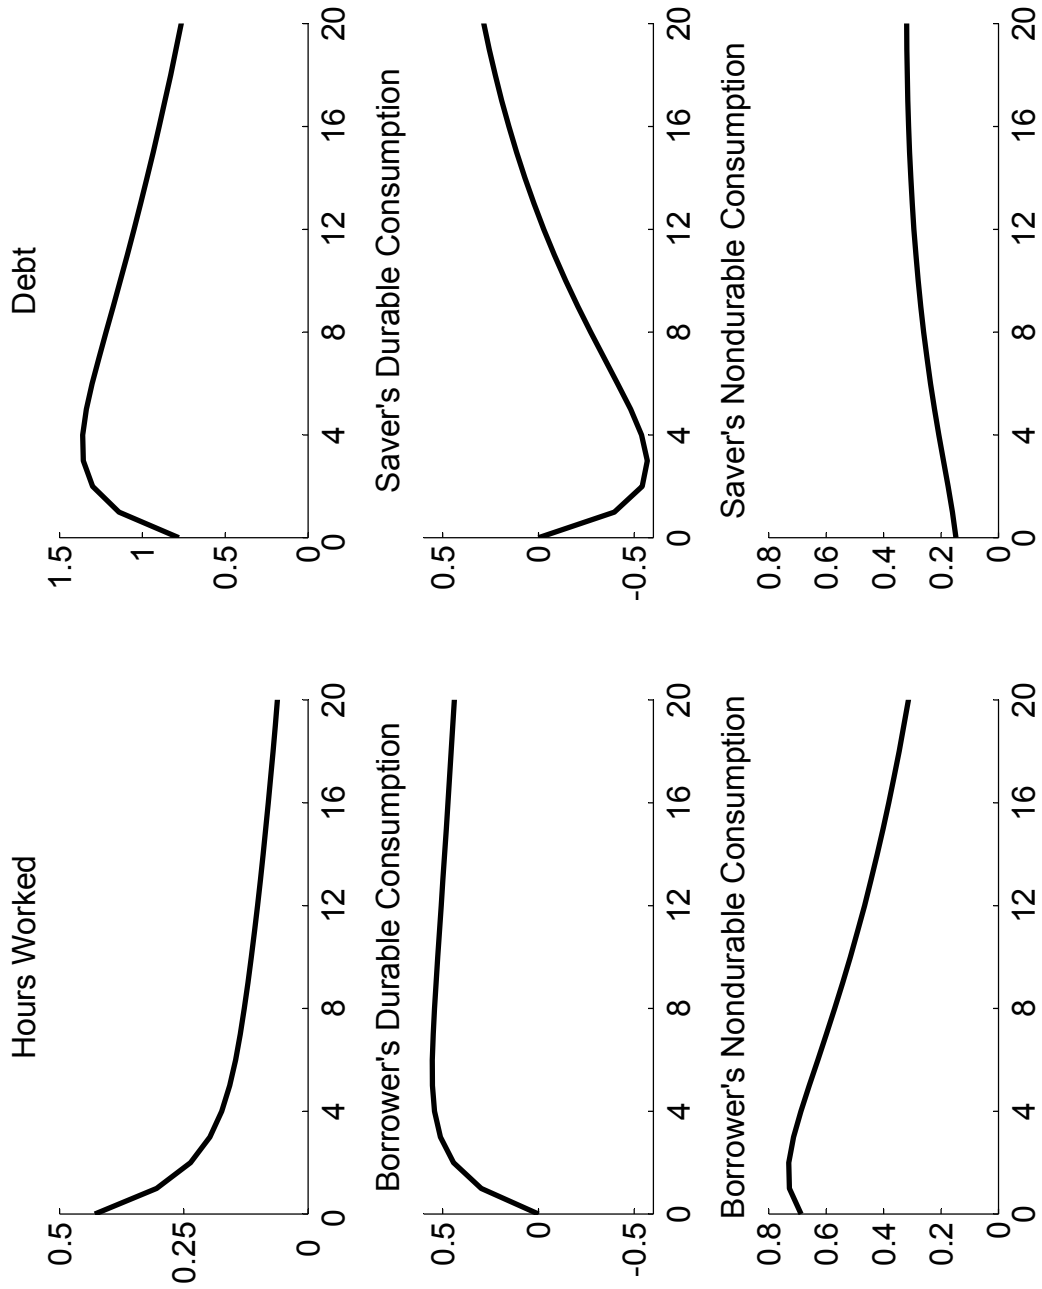 Hours Worked
0.5
0.25
0
0 4 8 12 16 20
Debt
1.5
1
0.5
0
0 4 8 12 16 20
Borrower's Durable Consumption
0.5
0
-0.5
0 4 8 12 16 20
Saver's Durable Consumption
0.5
0
-0.5
0 4 8 12 16 20
Borrower's Nondurable Consumption
0.8
0.6
0.4
0.2
0
0 4 8 12 16 20
Saver's Nondurable Consumption
0.8
0.6
0.4
0.2
0
0 4 8 12 16 20